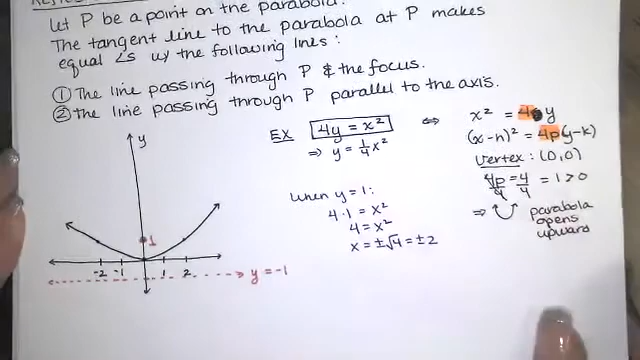 Let P be a point on the parabola.
The tangent line to the parabola at P makes
equal ∠s w/ the following lines:
① The line passing through P & the focus.
② the line passing through P parallel to the axis.
EX 4y = x² ⇔ x² = 4p y
⇒ y = 1/4 x² (x-h)² = 4p(y-k)
Vertex: (0,0)
4p/4 = 4/4 = 1 > 0
⇒ parabola
opens
upward
When y = 1:
4·1 = x²
4 = x²
x = ±√4 = ±2
y
1
-2 -1 1 2
y = -1